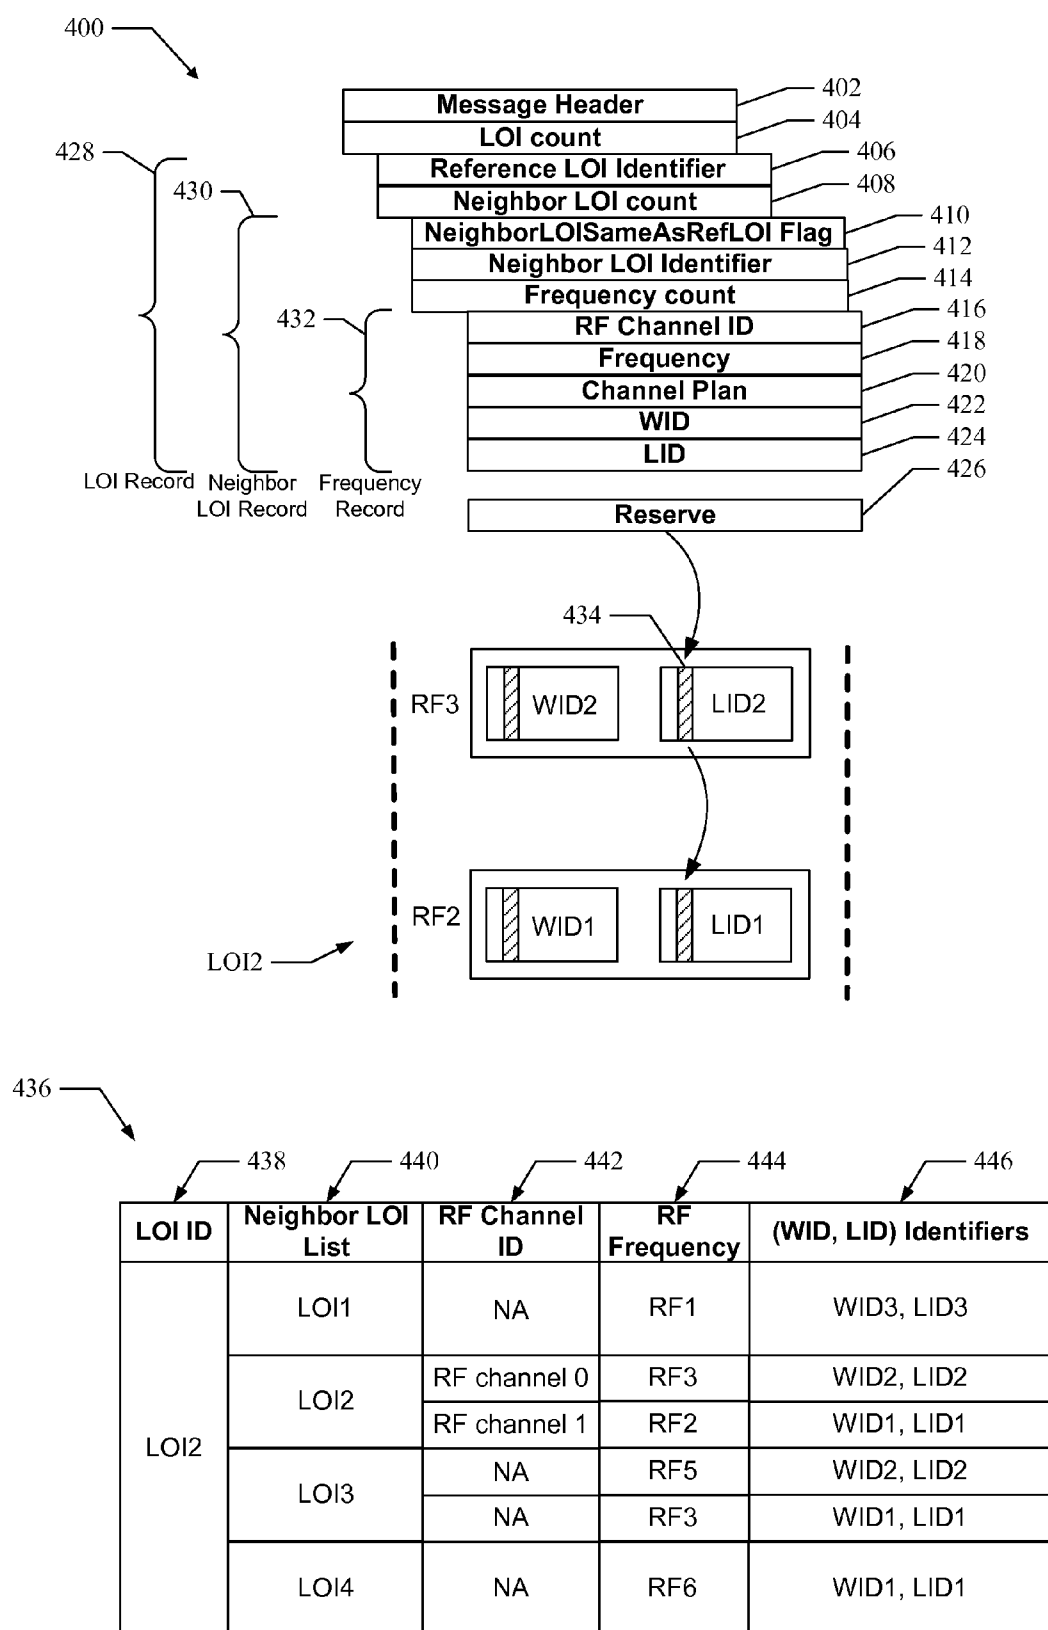 400
Message Header
402
LOI count
404
428
Reference LOI Identifier
406
430
Neighbor LOI count
408
NeighborLOISameAsRefLOI Flag
410
Neighbor LOI Identifier
412
Frequency count
414
432
RF Channel ID
416
Frequency
418
Channel Plan
420
WID
422
LID
424
LOI Record
Neighbor
LOI Record
Frequency
Record
426
Reserve
434
RF3
WID2
LID2
RF2
WID1
LID1
LOI2
436
438
440
442
444
446
LOI ID
Neighbor LOI
List
RF Channel
ID
RF
Frequency
(WID, LID) Identifiers
LOI1
NA
RF1
WID3, LID3
LOI2
RF channel 0
RF3
WID2, LID2
RF channel 1
RF2
WID1, LID1
LOI2
LOI3
NA
RF5
WID2, LID2
NA
RF3
WID1, LID1
LOI4
NA
RF6
WID1, LID1